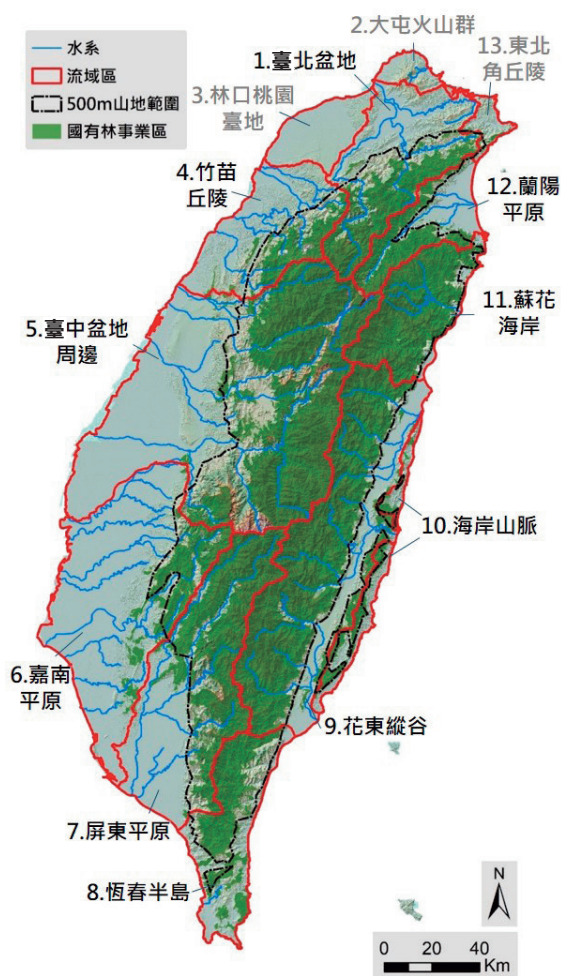 水系
流域區
500m山地範圍
國有林事業區
2.大屯火山群
1.臺北盆地
13.東北
角丘陵
3.林口桃園
臺地
4.竹苗
丘陵
12.蘭陽
平原
11.蘇花
海岸
5.臺中盆地
周邊
10.海岸山脈
6.嘉南
平原
9.花東縱谷
7.屏東平原
8.恆春半島
N
0 20 40
Km